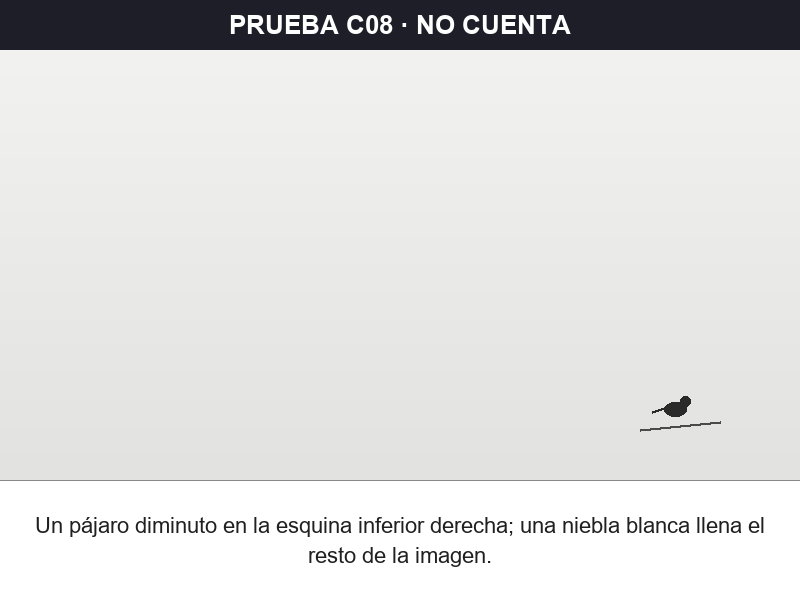 PRUEBA C08 · NO CUENTA
Un pájaro diminuto en la esquina inferior derecha; una niebla blanca llena el
resto de la imagen.